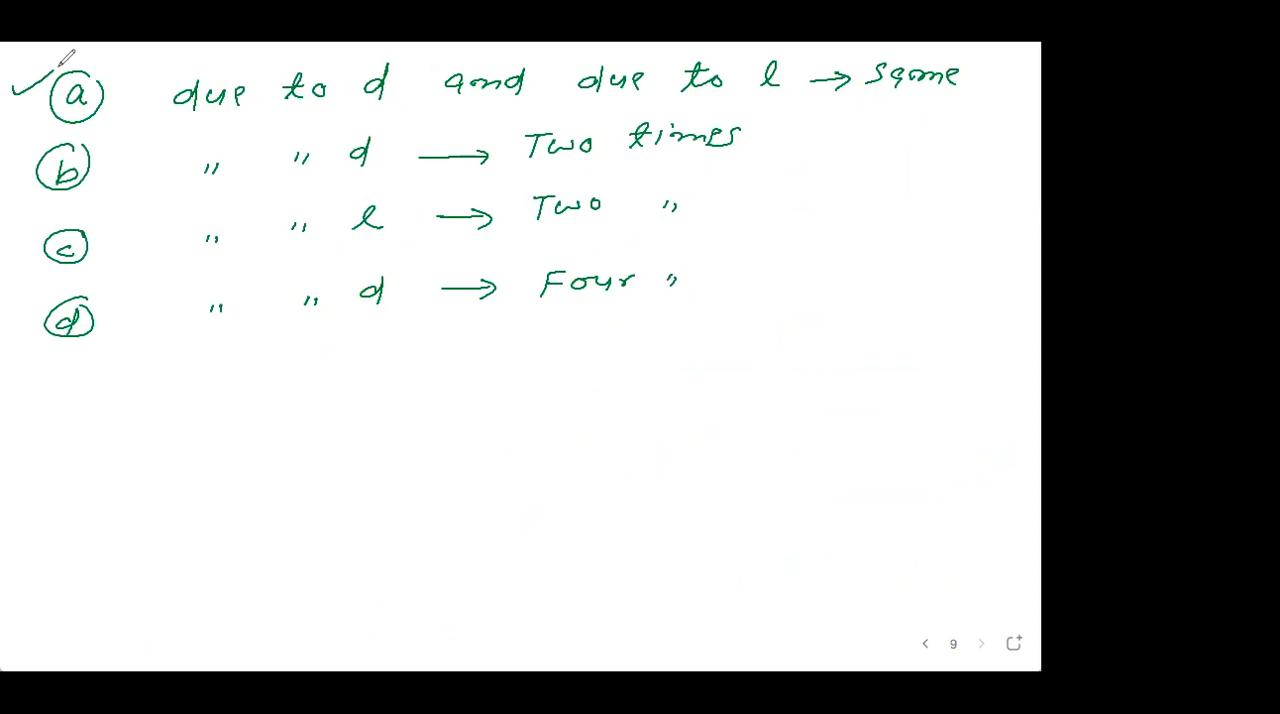 ✓ (a) due to d and due to l → same
(b) " " d → Two times
(c) " " l → Two "
(d) " " d → Four "
< 9 >